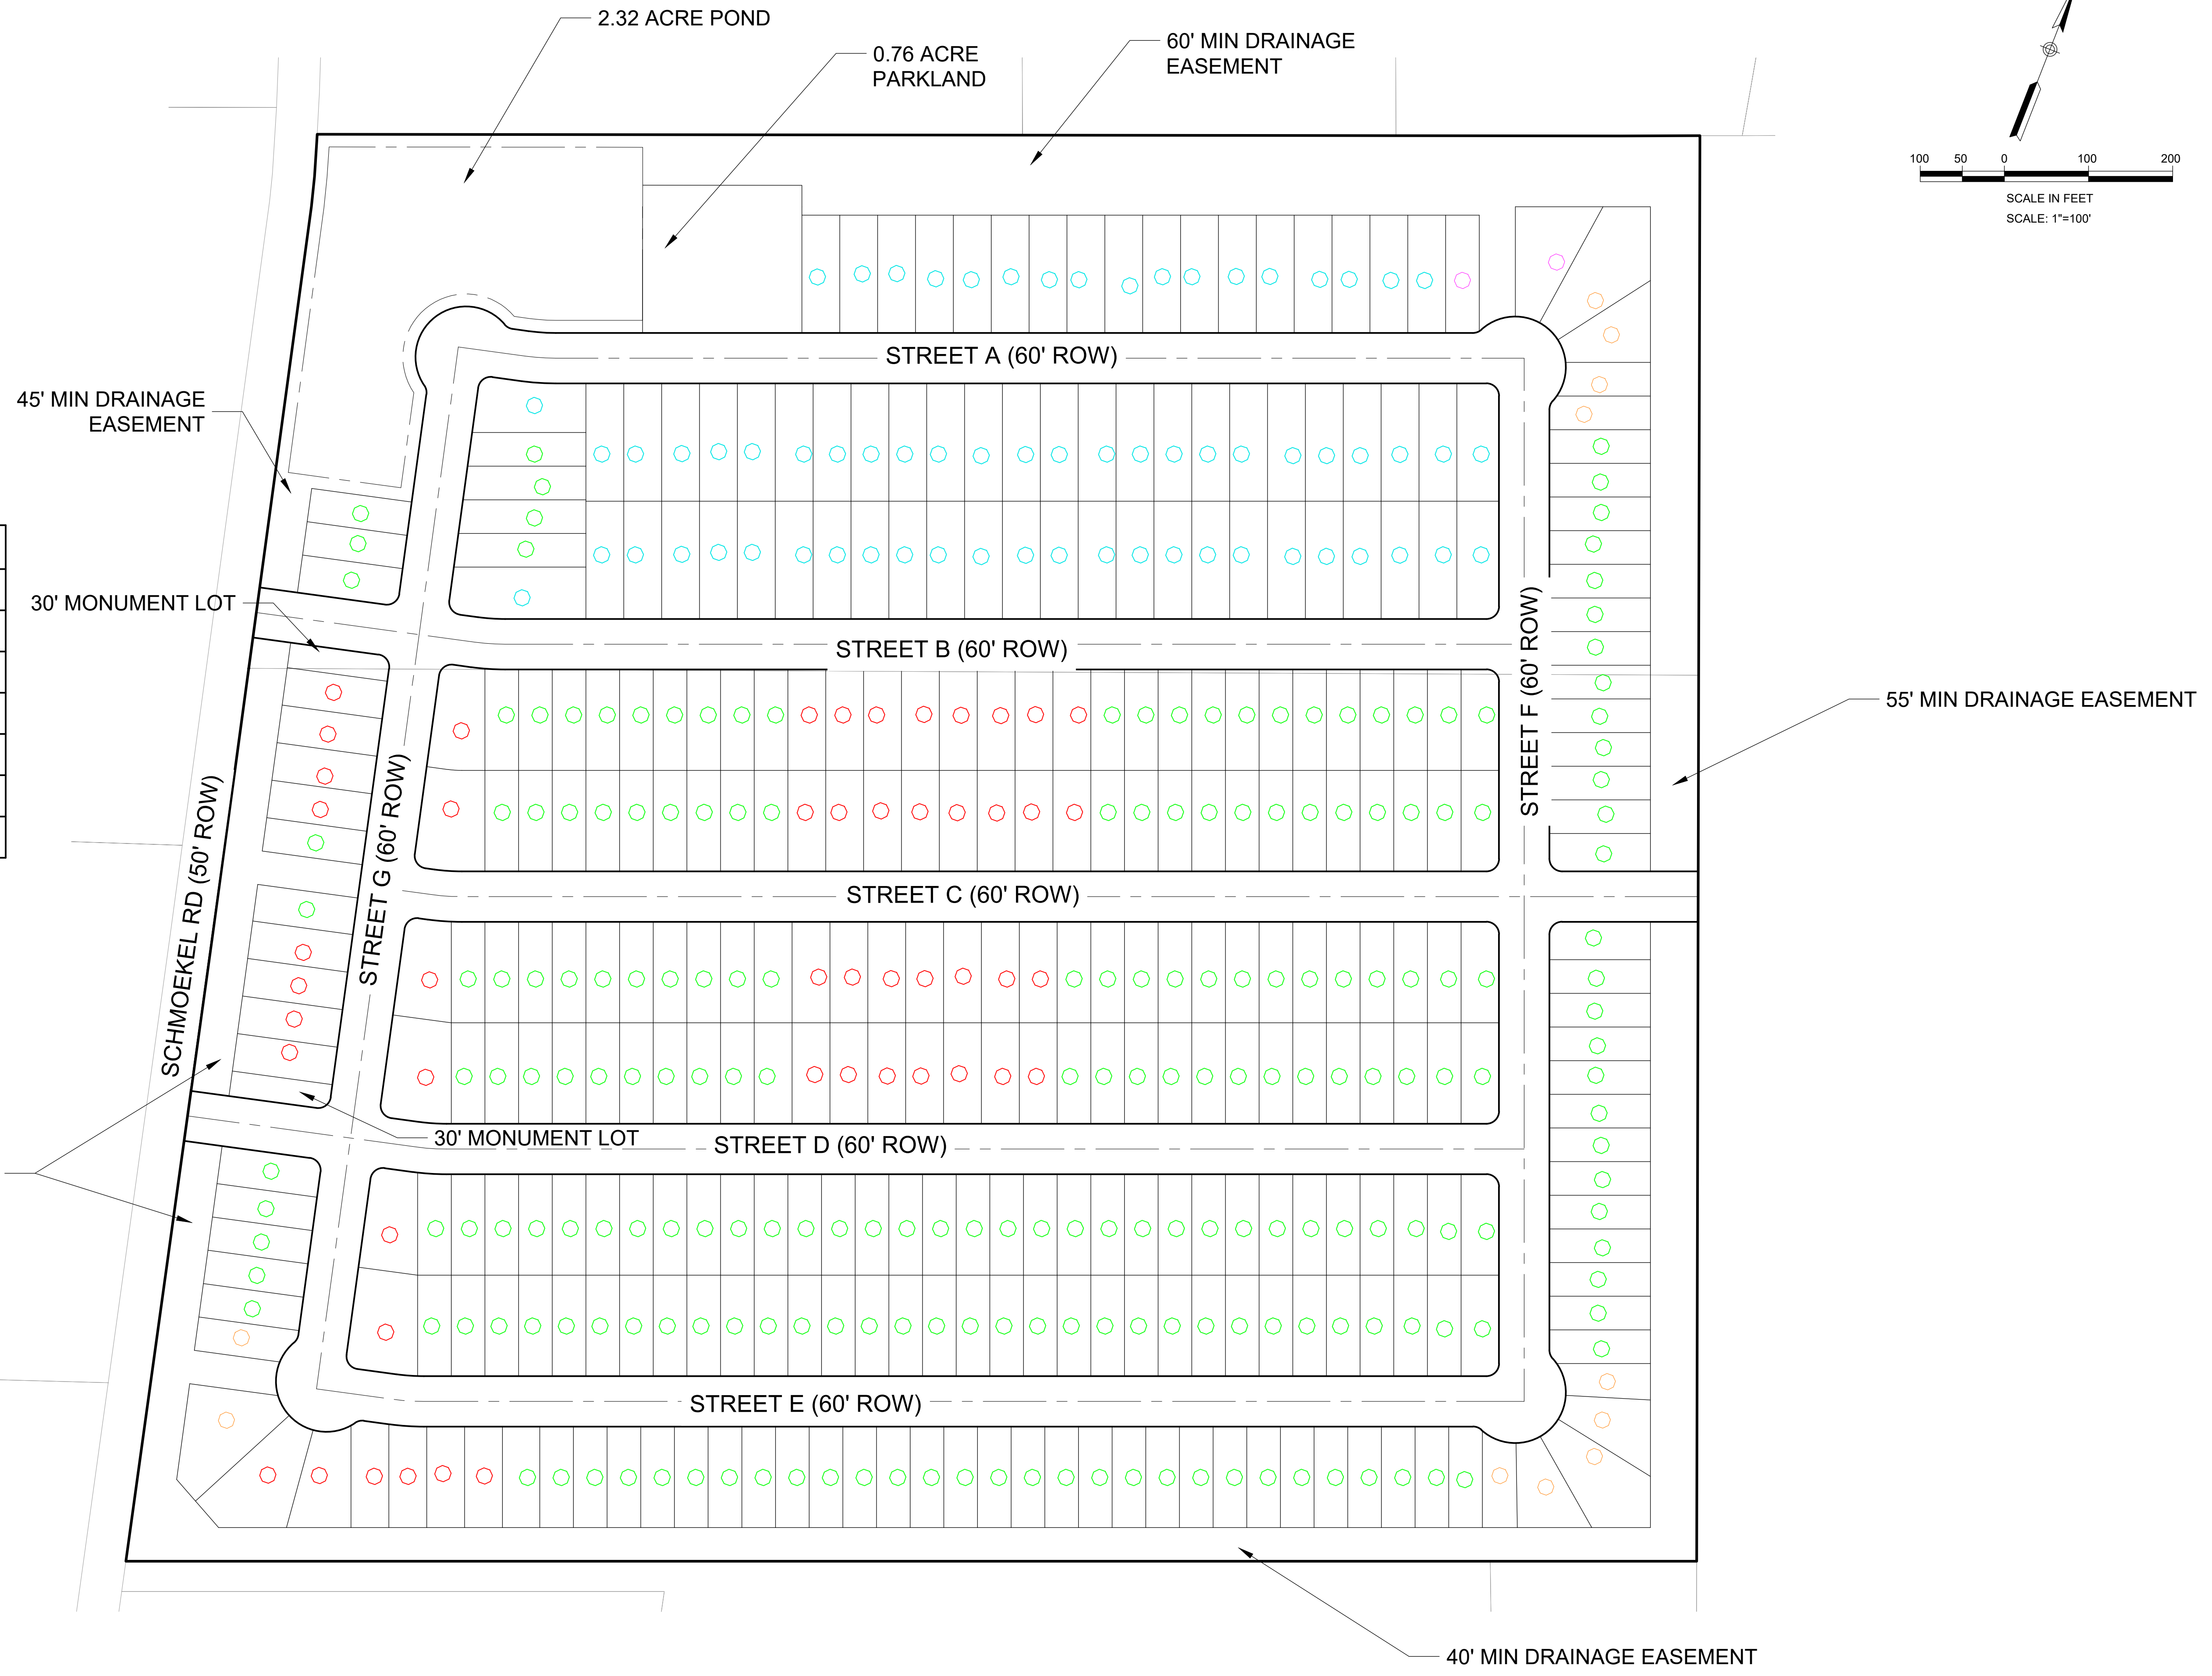 2.32 ACRE POND
0.76 ACRE
PARKLAND
60' MIN DRAINAGE
EASEMENT
100 50 0 100 200
SCALE IN FEET
SCALE: 1"=100'
STREET A (60' ROW)
45' MIN DRAINAGE
EASEMENT
30' MONUMENT LOT
STREET B (60' ROW)
STREET F (60' ROW)
55' MIN DRAINAGE EASEMENT
STREET G (60' ROW)
SCHMOEKEL RD (50' ROW)
STREET C (60' ROW)
30' MONUMENT LOT
STREET D (60' ROW)
STREET E (60' ROW)
40' MIN DRAINAGE EASEMENT